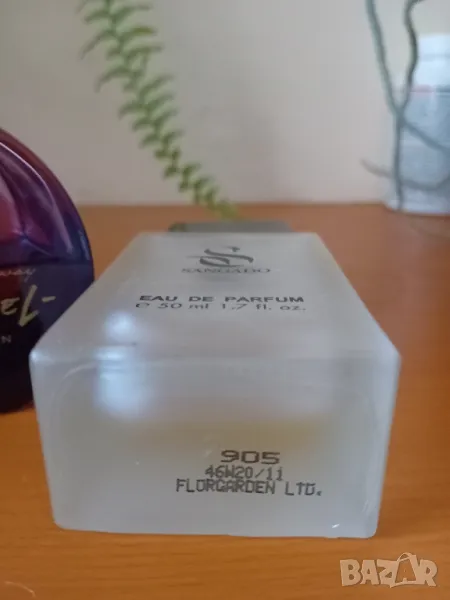 SANGADO
EAU DE PARFUM
℮ 50 ml 1.7 fl. oz.
905
46W20/11
FLORGARDEN LTD.
BAZAR